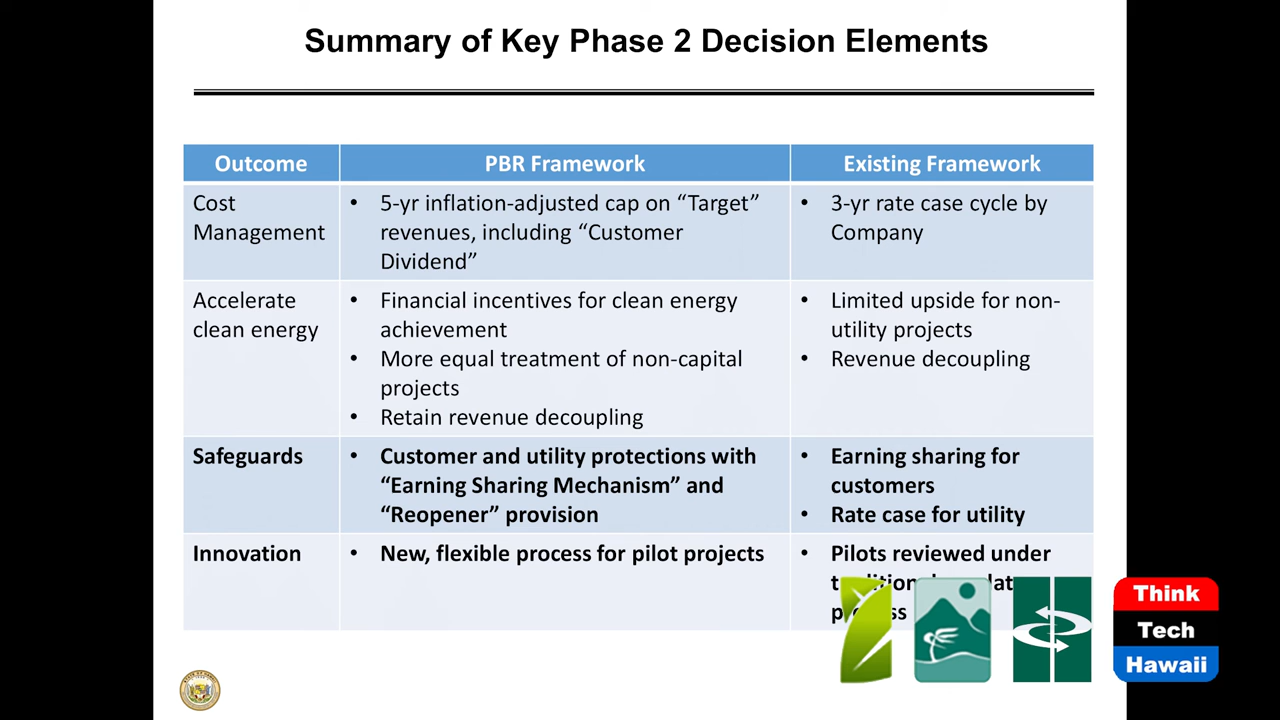 Summary of Key Phase 2 Decision Elements
Outcome
PBR Framework
Existing Framework
Cost
Management
• 5-yr inflation-adjusted cap on “Target”
revenues, including “Customer
Dividend”
• 3-yr rate case cycle by
Company
Accelerate
clean energy
• Financial incentives for clean energy
achievement
• More equal treatment of non-capital
projects
• Retain revenue decoupling
• Limited upside for non-
utility projects
• Revenue decoupling
Safeguards
• Customer and utility protections with
“Earning Sharing Mechanism” and
“Reopener” provision
• Earning sharing for
customers
• Rate case for utility
Innovation
• New, flexible process for pilot projects
• Pilots reviewed under
Think
Tech
Hawaii